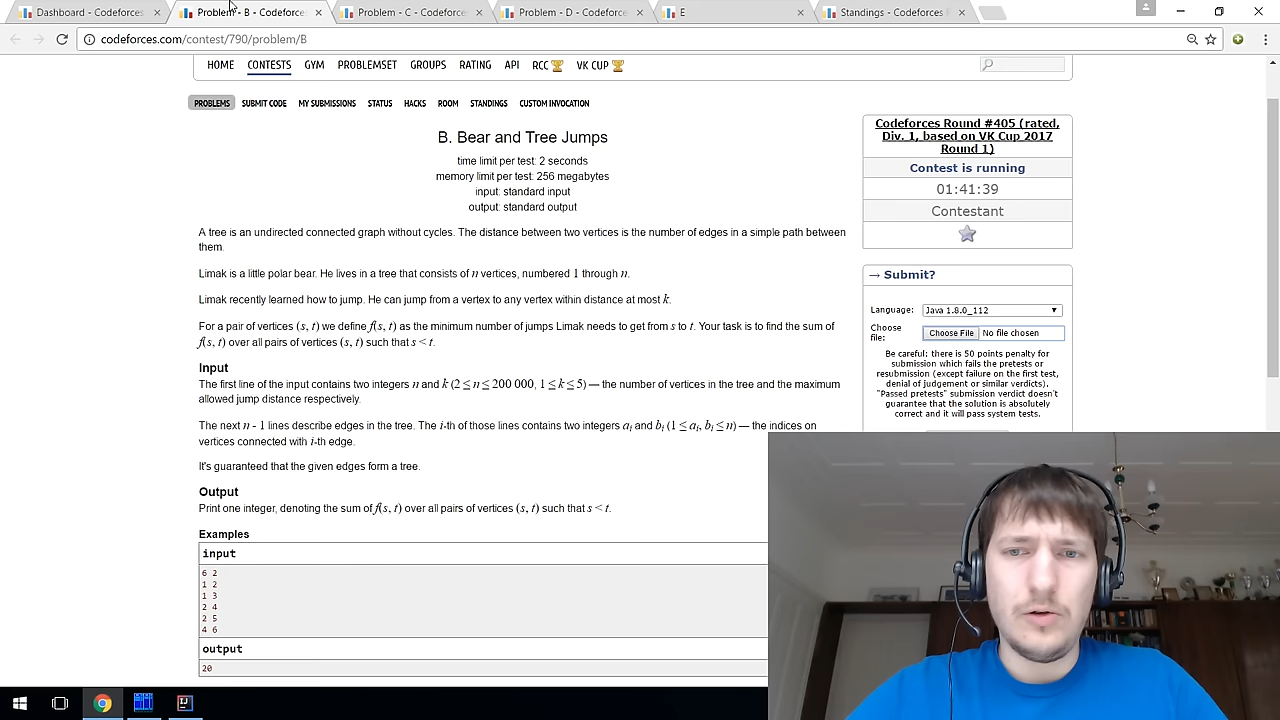 Dashboard - Codeforces
Problem - B - Codeforce
Problem - C - Codeforces
Problem - D - Codeforces
E
Standings - Codeforces
codeforces.com/contest/790/problem/B
HOME CONTESTS GYM PROBLEMSET GROUPS RATING API RCC VK CUP
PROBLEMS SUBMIT CODE MY SUBMISSIONS STATUS HACKS ROOM STANDINGS CUSTOM INVOCATION
B. Bear and Tree Jumps
time limit per test: 2 seconds
memory limit per test: 256 megabytes
input: standard input
output: standard output
A tree is an undirected connected graph without cycles. The distance between two vertices is the number of edges in a simple path between
them.
Limak is a little polar bear. He lives in a tree that consists of n vertices, numbered 1 through n.
Limak recently learned how to jump. He can jump from a vertex to any vertex within distance at most k.
For a pair of vertices (s, t) we define f(s, t) as the minimum number of jumps Limak needs to get from s to t. Your task is to find the sum of
f(s, t) over all pairs of vertices (s, t) such that s < t.
Input
The first line of the input contains two integers n and k (2 ≤ n ≤ 200 000, 1 ≤ k ≤ 5) — the number of vertices in the tree and the maximum
allowed jump distance respectively.
The next n - 1 lines describe edges in the tree. The i-th of those lines contains two integers ai and bi (1 ≤ ai, bi ≤ n) — the indices on
vertices connected with i-th edge.
It's guaranteed that the given edges form a tree.
Output
Print one integer, denoting the sum of f(s, t) over all pairs of vertices (s, t) such that s < t.
Examples
input
6 2
1 2
1 3
2 4
2 5
4 6
output
20
Codeforces Round #405 (rated,
Div. 1, based on VK Cup 2017
Round 1)
Contest is running
01:41:39
Contestant
→ Submit?
Language: Java 1.8.0_112
Choose
file: Choose File No file chosen
Be careful: there is 50 points penalty for
submission which fails the pretests or
resubmission (except failure on the first test,
denial of judgement or similar verdicts).
"Passed pretests" submission verdict doesn't
guarantee that the solution is absolutely
correct and it will pass system tests.